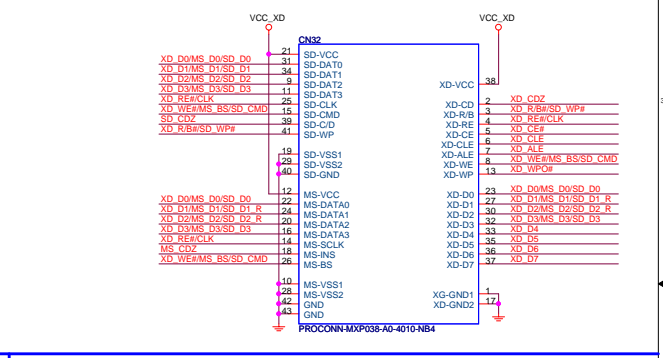 VCC_XD VCC_XD
CN32
21 SD-VCC
XD_D0/MS_D0/SD_D0 31 SD-DAT0
XD_D1/MS_D1/SD_D1 34 SD-DAT1
XD_D2/MS_D2/SD_D2 9 SD-DAT2 XD-VCC 38
XD_D3/MS_D3/SD_D3 11 SD-DAT3
XD_RE#/CLK 25 SD-CLK XD-CD 2 XD_CDZ
XD_WE#/MS_BS/SD_CMD 15 SD-CMD XD-R/B 3 XD_R/B#/SD_WP#
SD_CDZ 39 SD-C/D XD-RE 4 XD_RE#/CLK
XD_R/B#/SD_WP# 41 SD-WP XD-CE 5 XD_CE#
XD-CLE 6 XD_CLE
19 SD-VSS1 XD-ALE 7 XD_ALE
29 SD-VSS2 XD-WE 8 XD_WE#/MS_BS/SD_CMD
40 SD-GND XD-WP 13 XD_WPO#
12 MS-VCC XD-D0 23 XD_D0/MS_D0/SD_D0
XD_D0/MS_D0/SD_D0 22 MS-DATA0 XD-D1 27 XD_D1/MS_D1/SD_D1_R
XD_D1/MS_D1/SD_D1_R 24 MS-DATA1 XD-D2 30 XD_D2/MS_D2/SD_D2_R
XD_D2/MS_D2/SD_D2_R 20 MS-DATA2 XD-D3 32 XD_D3/MS_D3/SD_D3
XD_D3/MS_D3/SD_D3 16 MS-DATA3 XD-D4 33 XD_D4
XD_RE#/CLK 14 MS-SCLK XD-D5 35 XD_D5
MS_CDZ 18 MS-INS XD-D6 36 XD_D6
XD_WE#/MS_BS/SD_CMD 26 MS-BS XD-D7 37 XD_D7
10 MS-VSS1
28 MS-VSS2 XG-GND1 1
42 GND XD-GND2 17
43 GND
PROCONN-MXP038-A0-4010-NB4